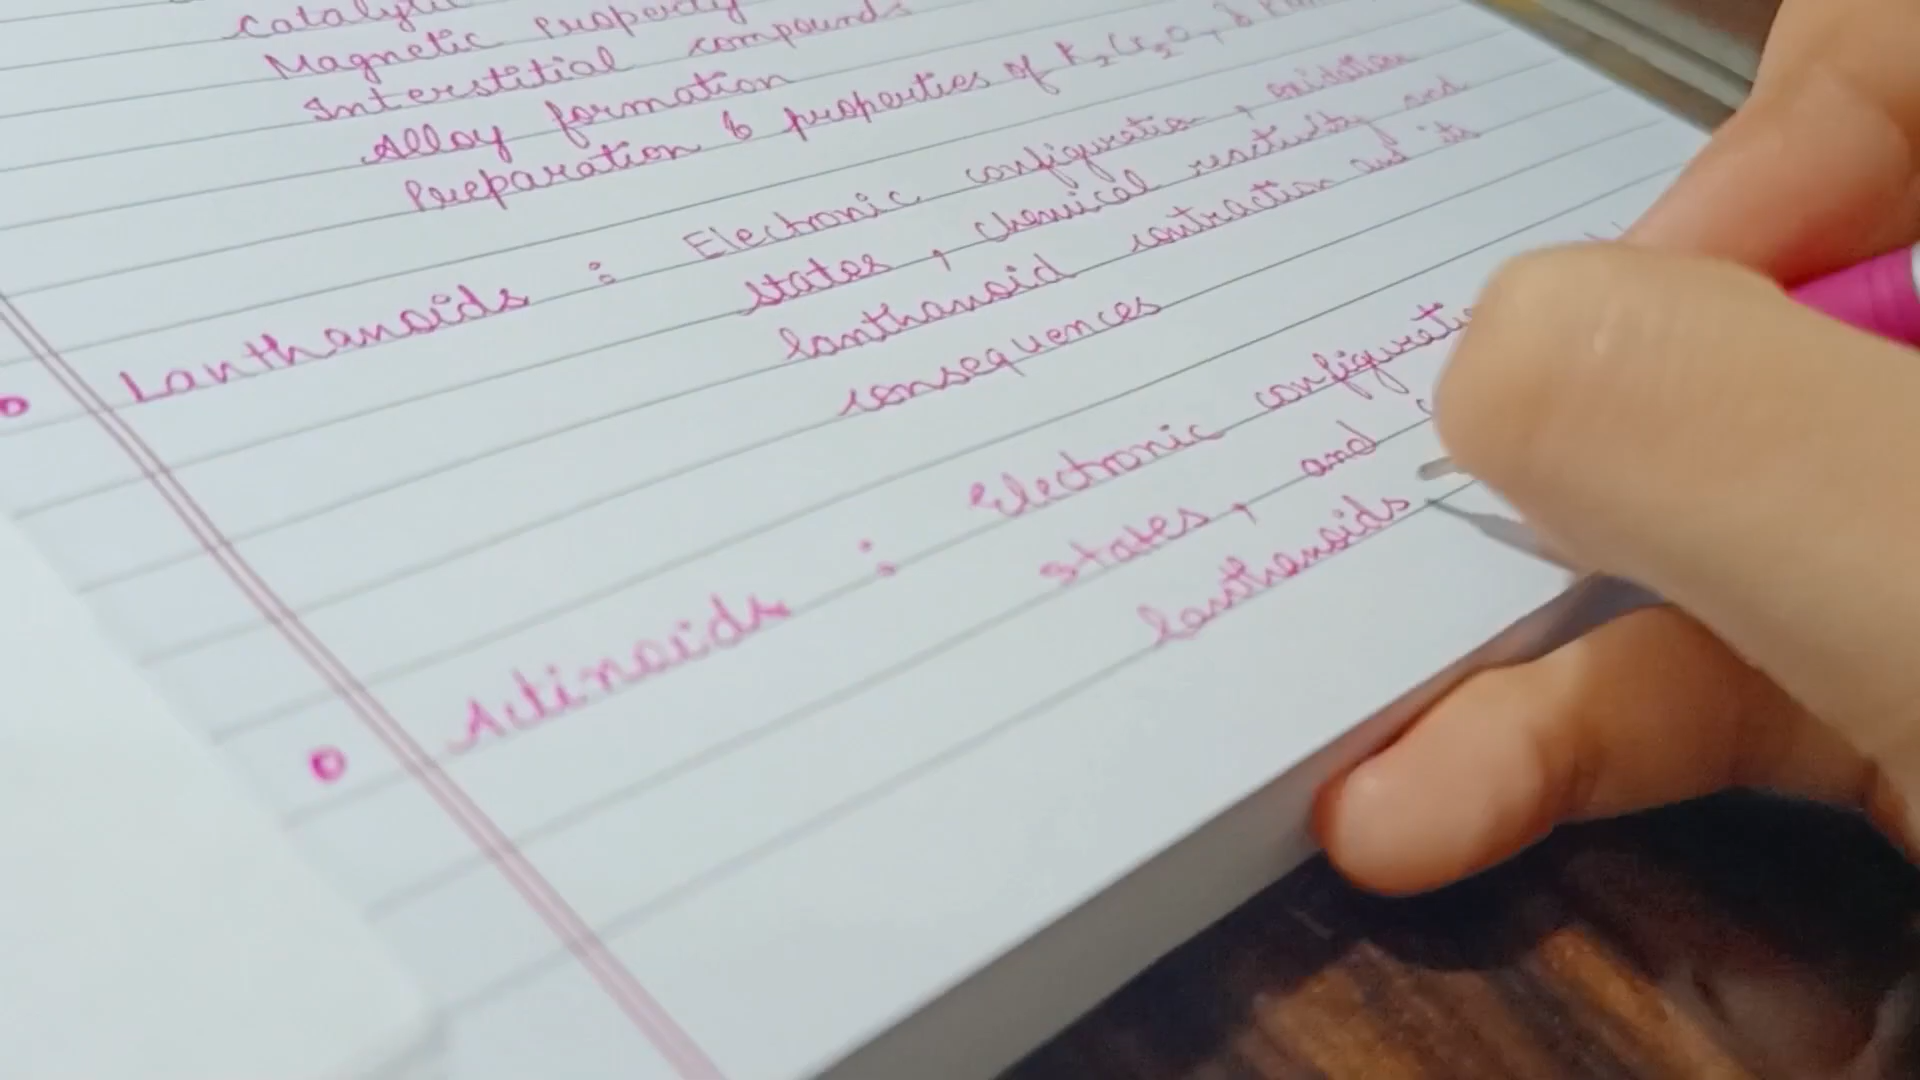 Magnetic property
Interstitial compounds
Alloy formation
Preparation & properties of K₂Cr₂O₇ &
Lanthanoids : Electronic configuration, oxidation
states, chemical reactivity and
lanthanoid contraction and its
consequences
Actinoids : Electronic
states, and
lanthanoids